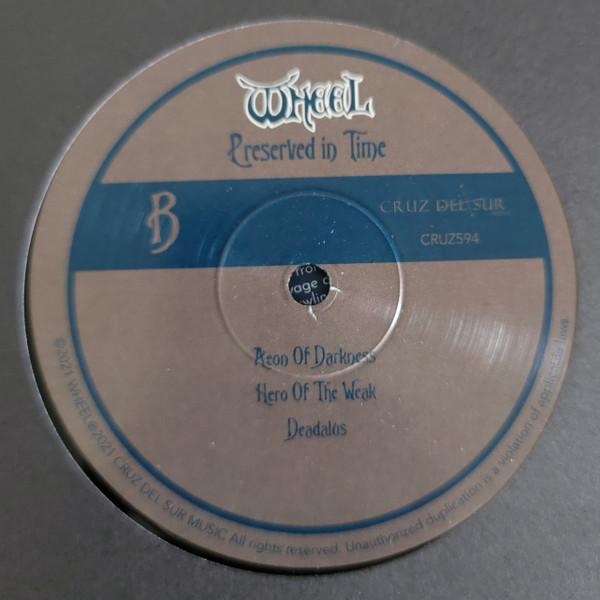 WHEEL
Preserved in Time
B
CRUZ DEL SUR
CRUZ594
Aeon Of Darkness
Hero Of The Weak
Deadalus
©2021 WHEEL ℗2021 CRUZ DEL SUR MUSIC All rights reserved. Unauthorized duplication is a violation of applicable laws